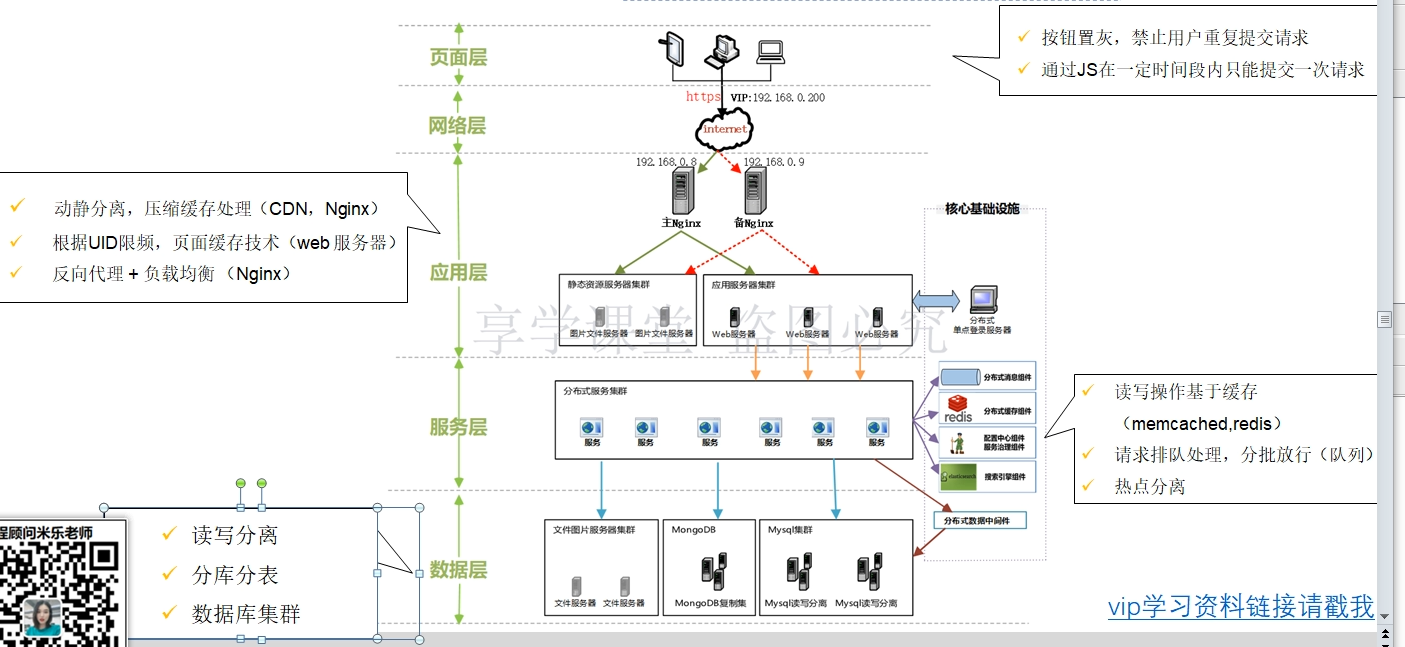 页面层
按钮置灰，禁止用户重复提交请求
通过JS在一定时间段内只能提交一次请求
https
VIP:192.168.0.200
网络层
internet
192.168.0.8
192.168.0.9
主Nginx
备Nginx
动静分离，压缩缓存处理（CDN，Nginx）
根据UID限频，页面缓存技术（web 服务器）
反向代理 + 负载均衡 （Nginx）
应用层
静态资源服务器集群
图片文件服务器
图片文件服务器
应用服务器集群
Web服务器
Web服务器
Web服务器
核心基础设施
分布式
单点登录服务器
享学课堂 盗图必究
服务层
分布式服务集群
服务
服务
服务
服务
服务
服务
分布式消息组件
redis
分布式缓存组件
配置中心组件
服务治理组件
elasticsearch
搜索引擎组件
分布式数据中间件
读写操作基于缓存
（memcached,redis）
请求排队处理，分批放行（队列）
热点分离
数据层
文件图片服务器集群
文件服务器
文件服务器
MongoDB
MongoDB复制集
Mysql集群
Mysql读写分离
Mysql读写分离
读写分离
分库分表
数据库集群
程顾问米乐老师
vip学习资料链接请戳我